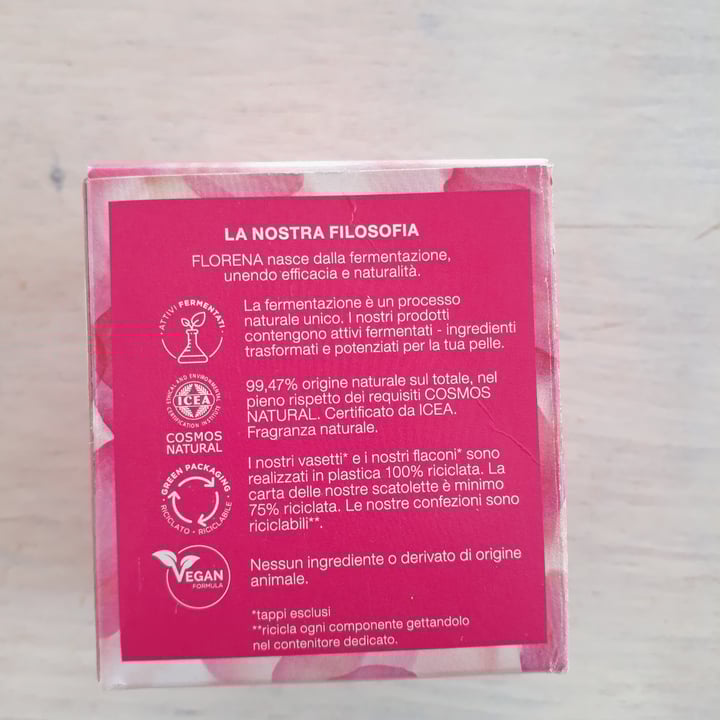 LA NOSTRA FILOSOFIA
FLORENA nasce dalla fermentazione,
unendo efficacia e naturalità.
ATTIVI FERMENTATI
La fermentazione è un processo
naturale unico. I nostri prodotti
contengono attivi fermentati - ingredienti
trasformati e potenziati per la tua pelle.
ETHICAL AND ENVIRONMENTAL
ICEA
CERTIFICATION INSTITUTE
COSMOS
NATURAL
99,47% origine naturale sul totale, nel
pieno rispetto dei requisiti COSMOS
NATURAL. Certificato da ICEA.
Fragranza naturale.
GREEN PACKAGING
RICICLATO • RICICLABILE
I nostri vasetti* e i nostri flaconi* sono
realizzati in plastica 100% riciclata. La
carta delle nostre scatolette è minimo
75% riciclata. Le nostre confezioni sono
riciclabili**.
VEGAN
FORMULA
Nessun ingrediente o derivato di origine
animale.
*tappi esclusi
**ricicla ogni componente gettandolo
nel contenitore dedicato.